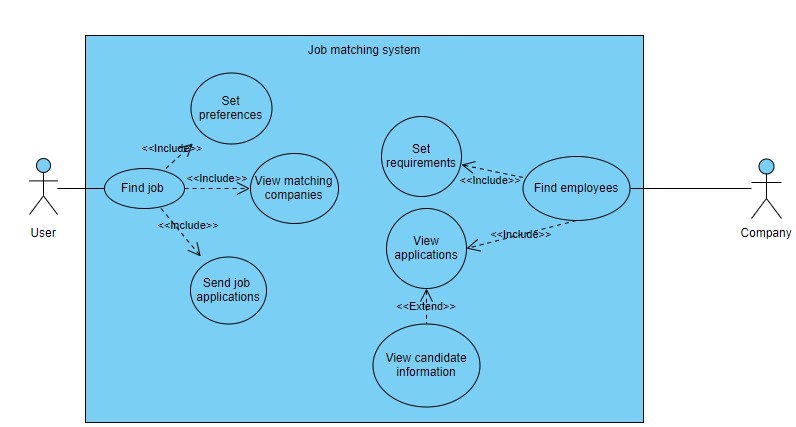 Job matching system
Set
preferences
<<Include>>
Find job
<<Include>>
View matching
companies
<<Include>>
Send job
applications
User
Set
requirements
<<Include>>
Find employees
View
applications
<<Include>>
<<Extend>>
View candidate
information
Company